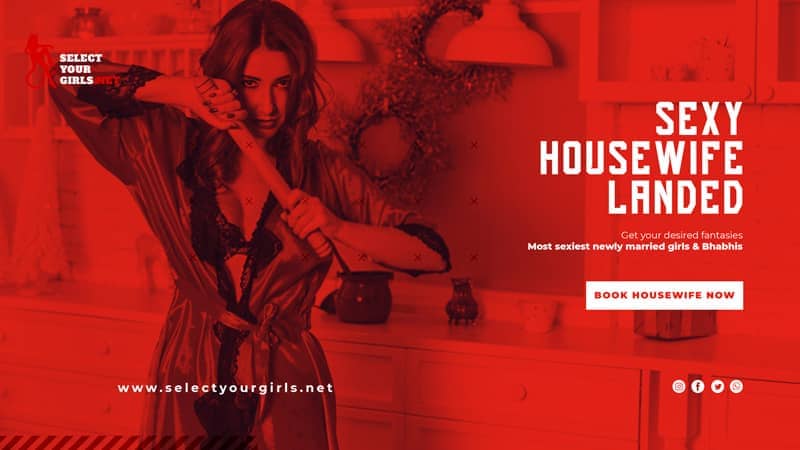 SELECT
YOUR
GIRLS.NET
SEXY
HOUSEWIFE
LANDED
Get your desired fantasies
Most sexiest newly married girls & Bhabhis
BOOK HOUSEWIFE NOW
www.selectyourgirls.net